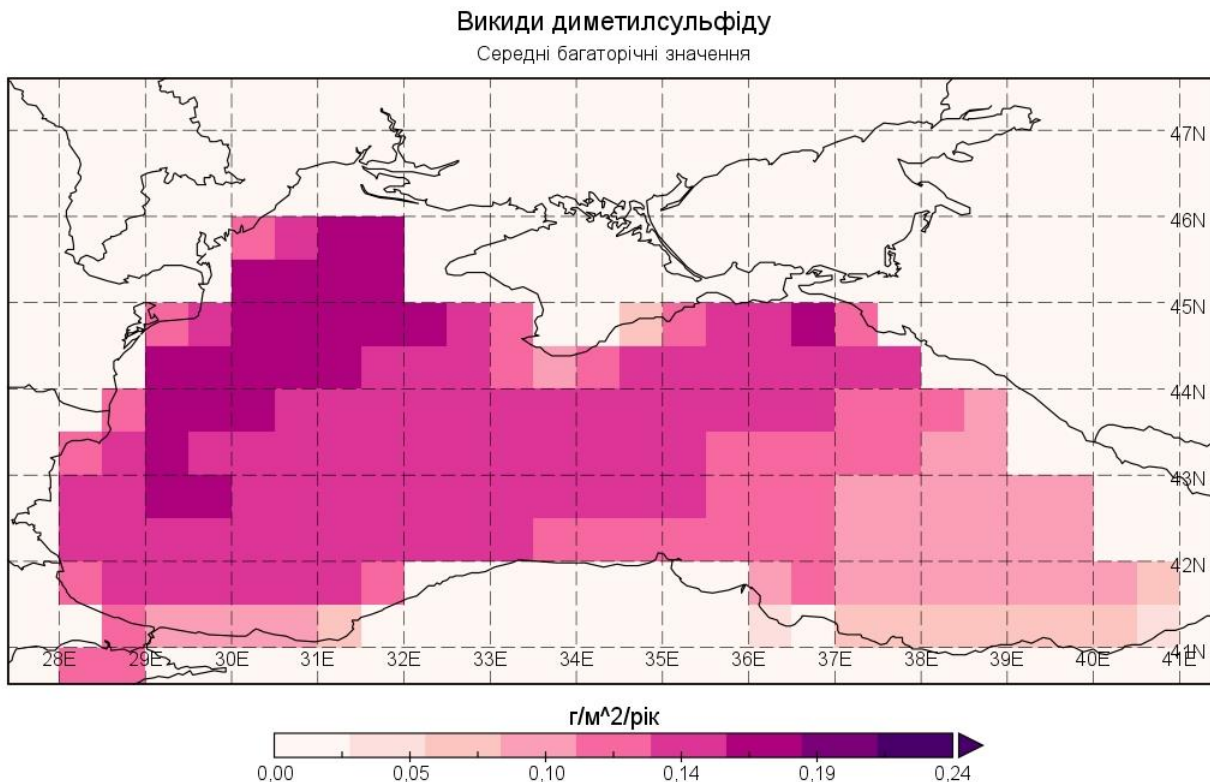 Викиди диметилсульфіду
Середні багаторічні значення
47N
46N
45N
44N
43N
42N
41N
28E 29E 30E 31E 32E 33E 34E 35E 36E 37E 38E 39E 40E 41E
г/м^2/рік
0.00 0.05 0.10 0.14 0.19 0.24